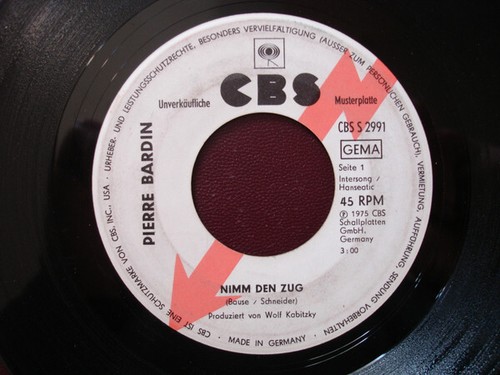 CBS
Unverkäufliche
Musterplatte
PIERRE BARDIN
CBS S 2991
GEMA
Seite 1
Intersong /
Hanseatic
45 RPM
Ⓟ 1975 CBS
Schallplatten
GmbH.
Germany
3:00
NIMM DEN ZUG
(Bause / Schneider)
Produziert von Wolf Kabitzky
CBS IST EINE SCHUTZMARKE VON CBS, INC., USA · URHEBER- UND LEISTUNGSSCHUTZRECHTE, BESONDERS VERVIELFÄLTIGUNG (AUSSER ZUM PERSÖNLICHEN GEBRAUCH), VERMIETUNG, AUFFÜHRUNG, SENDUNG VORBEHALTEN · MADE IN GERMANY ·